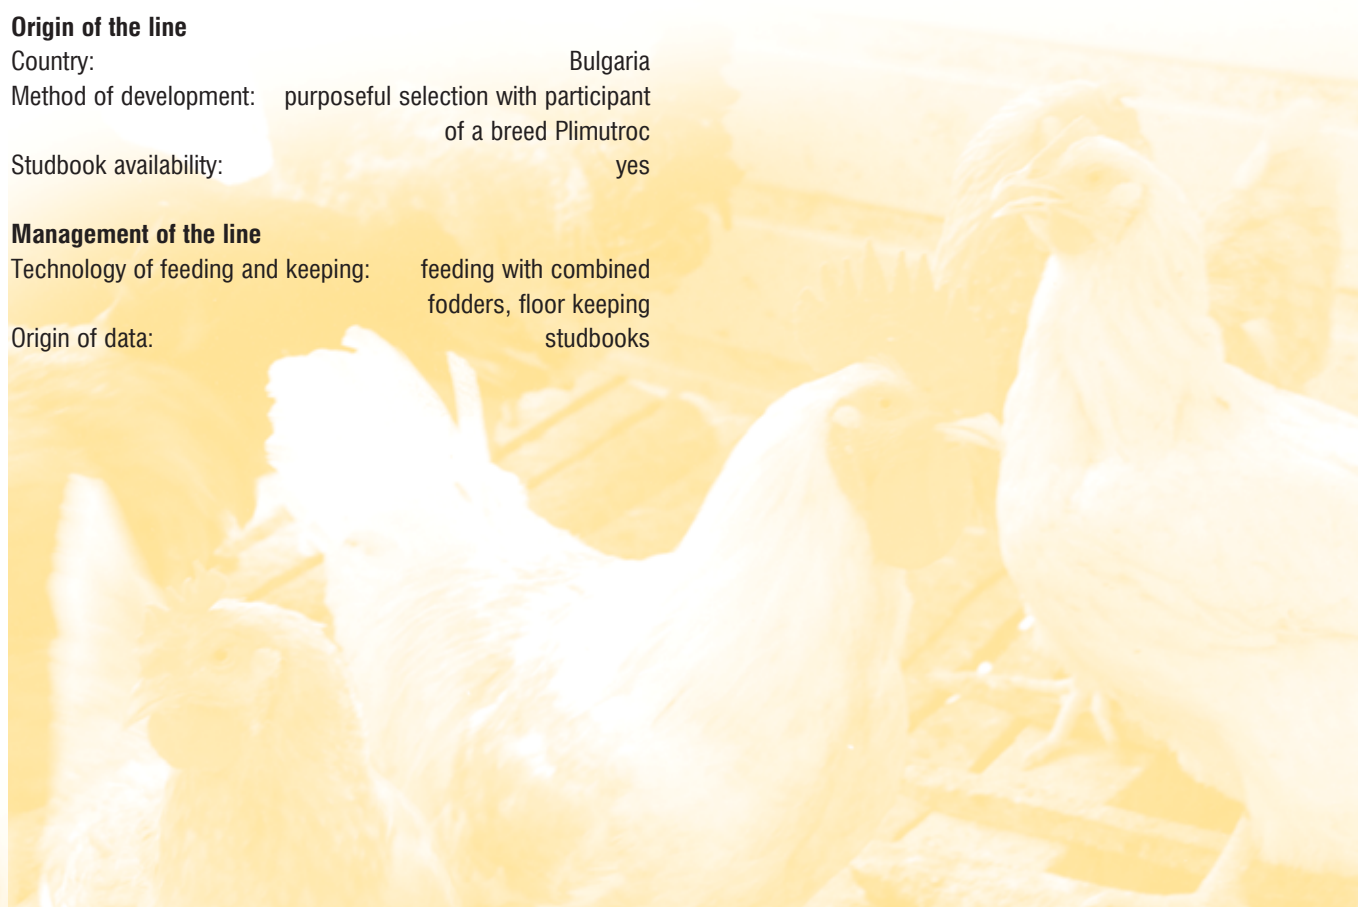 Origin of the line
Country: Bulgaria
Method of development: purposeful selection with participant
of a breed Plimutroc
Studbook availability: yes
Management of the line
Technology of feeding and keeping: feeding with combined
fodders, floor keeping
Origin of data: studbooks